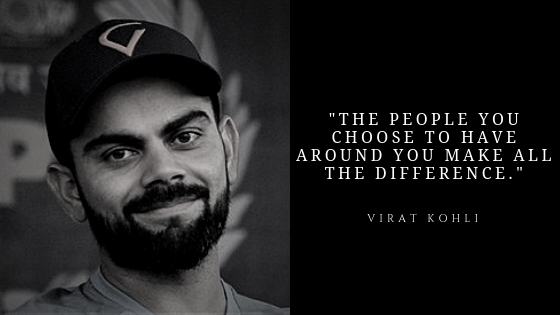 "THE PEOPLE YOU
CHOOSE TO HAVE
AROUND YOU MAKE ALL
THE DIFFERENCE."
VIRAT KOHLI